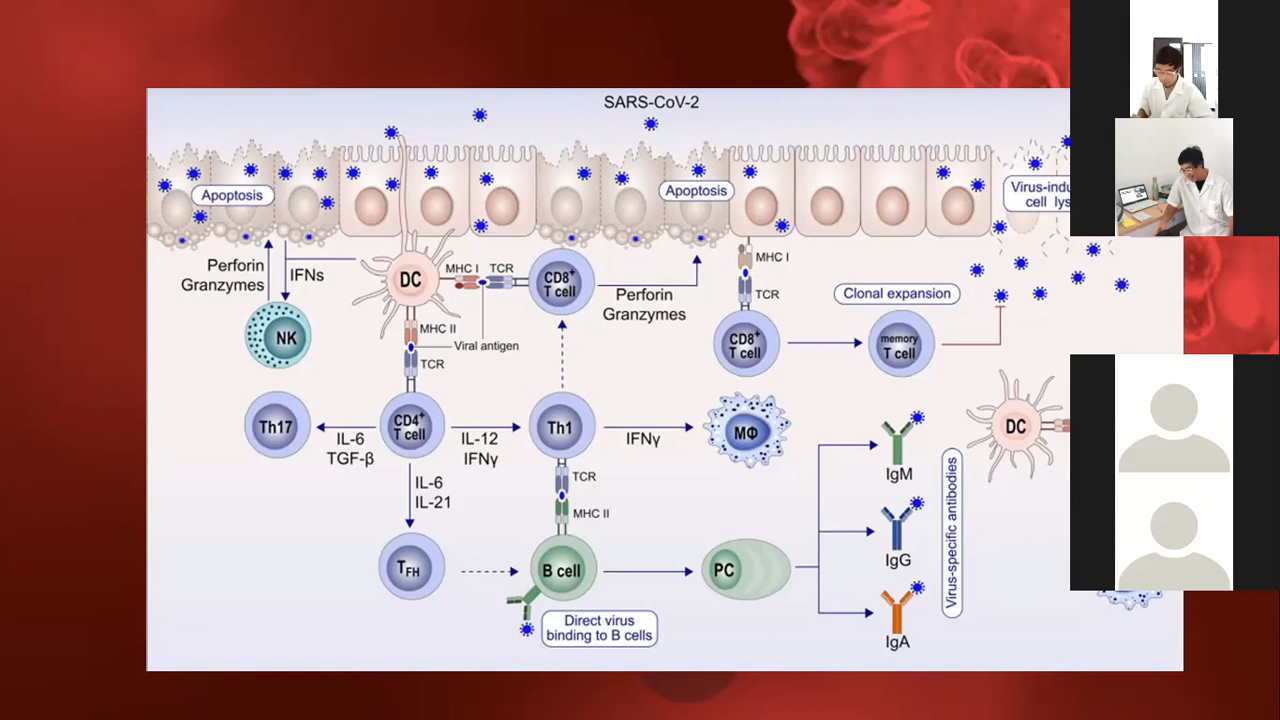 SARS-CoV-2
Apoptosis
Apoptosis
Virus-indu
cell lys
Perforin
Granzymes
IFNs
DC
MHC I
TCR
CD8+
T cell
Perforin
Granzymes
MHC I
TCR
Clonal expansion
NK
MHC II
Viral antigen
TCR
CD8+
T cell
memory
T cell
Th17
IL-6
TGF-β
CD4+
T cell
IL-12
IFNγ
Th1
IFNγ
MΦ
DC
IL-6
IL-21
TCR
MHC II
IgM
IgG
IgA
Virus-specific antibodies
TFH
B cell
PC
Direct virus
binding to B cells